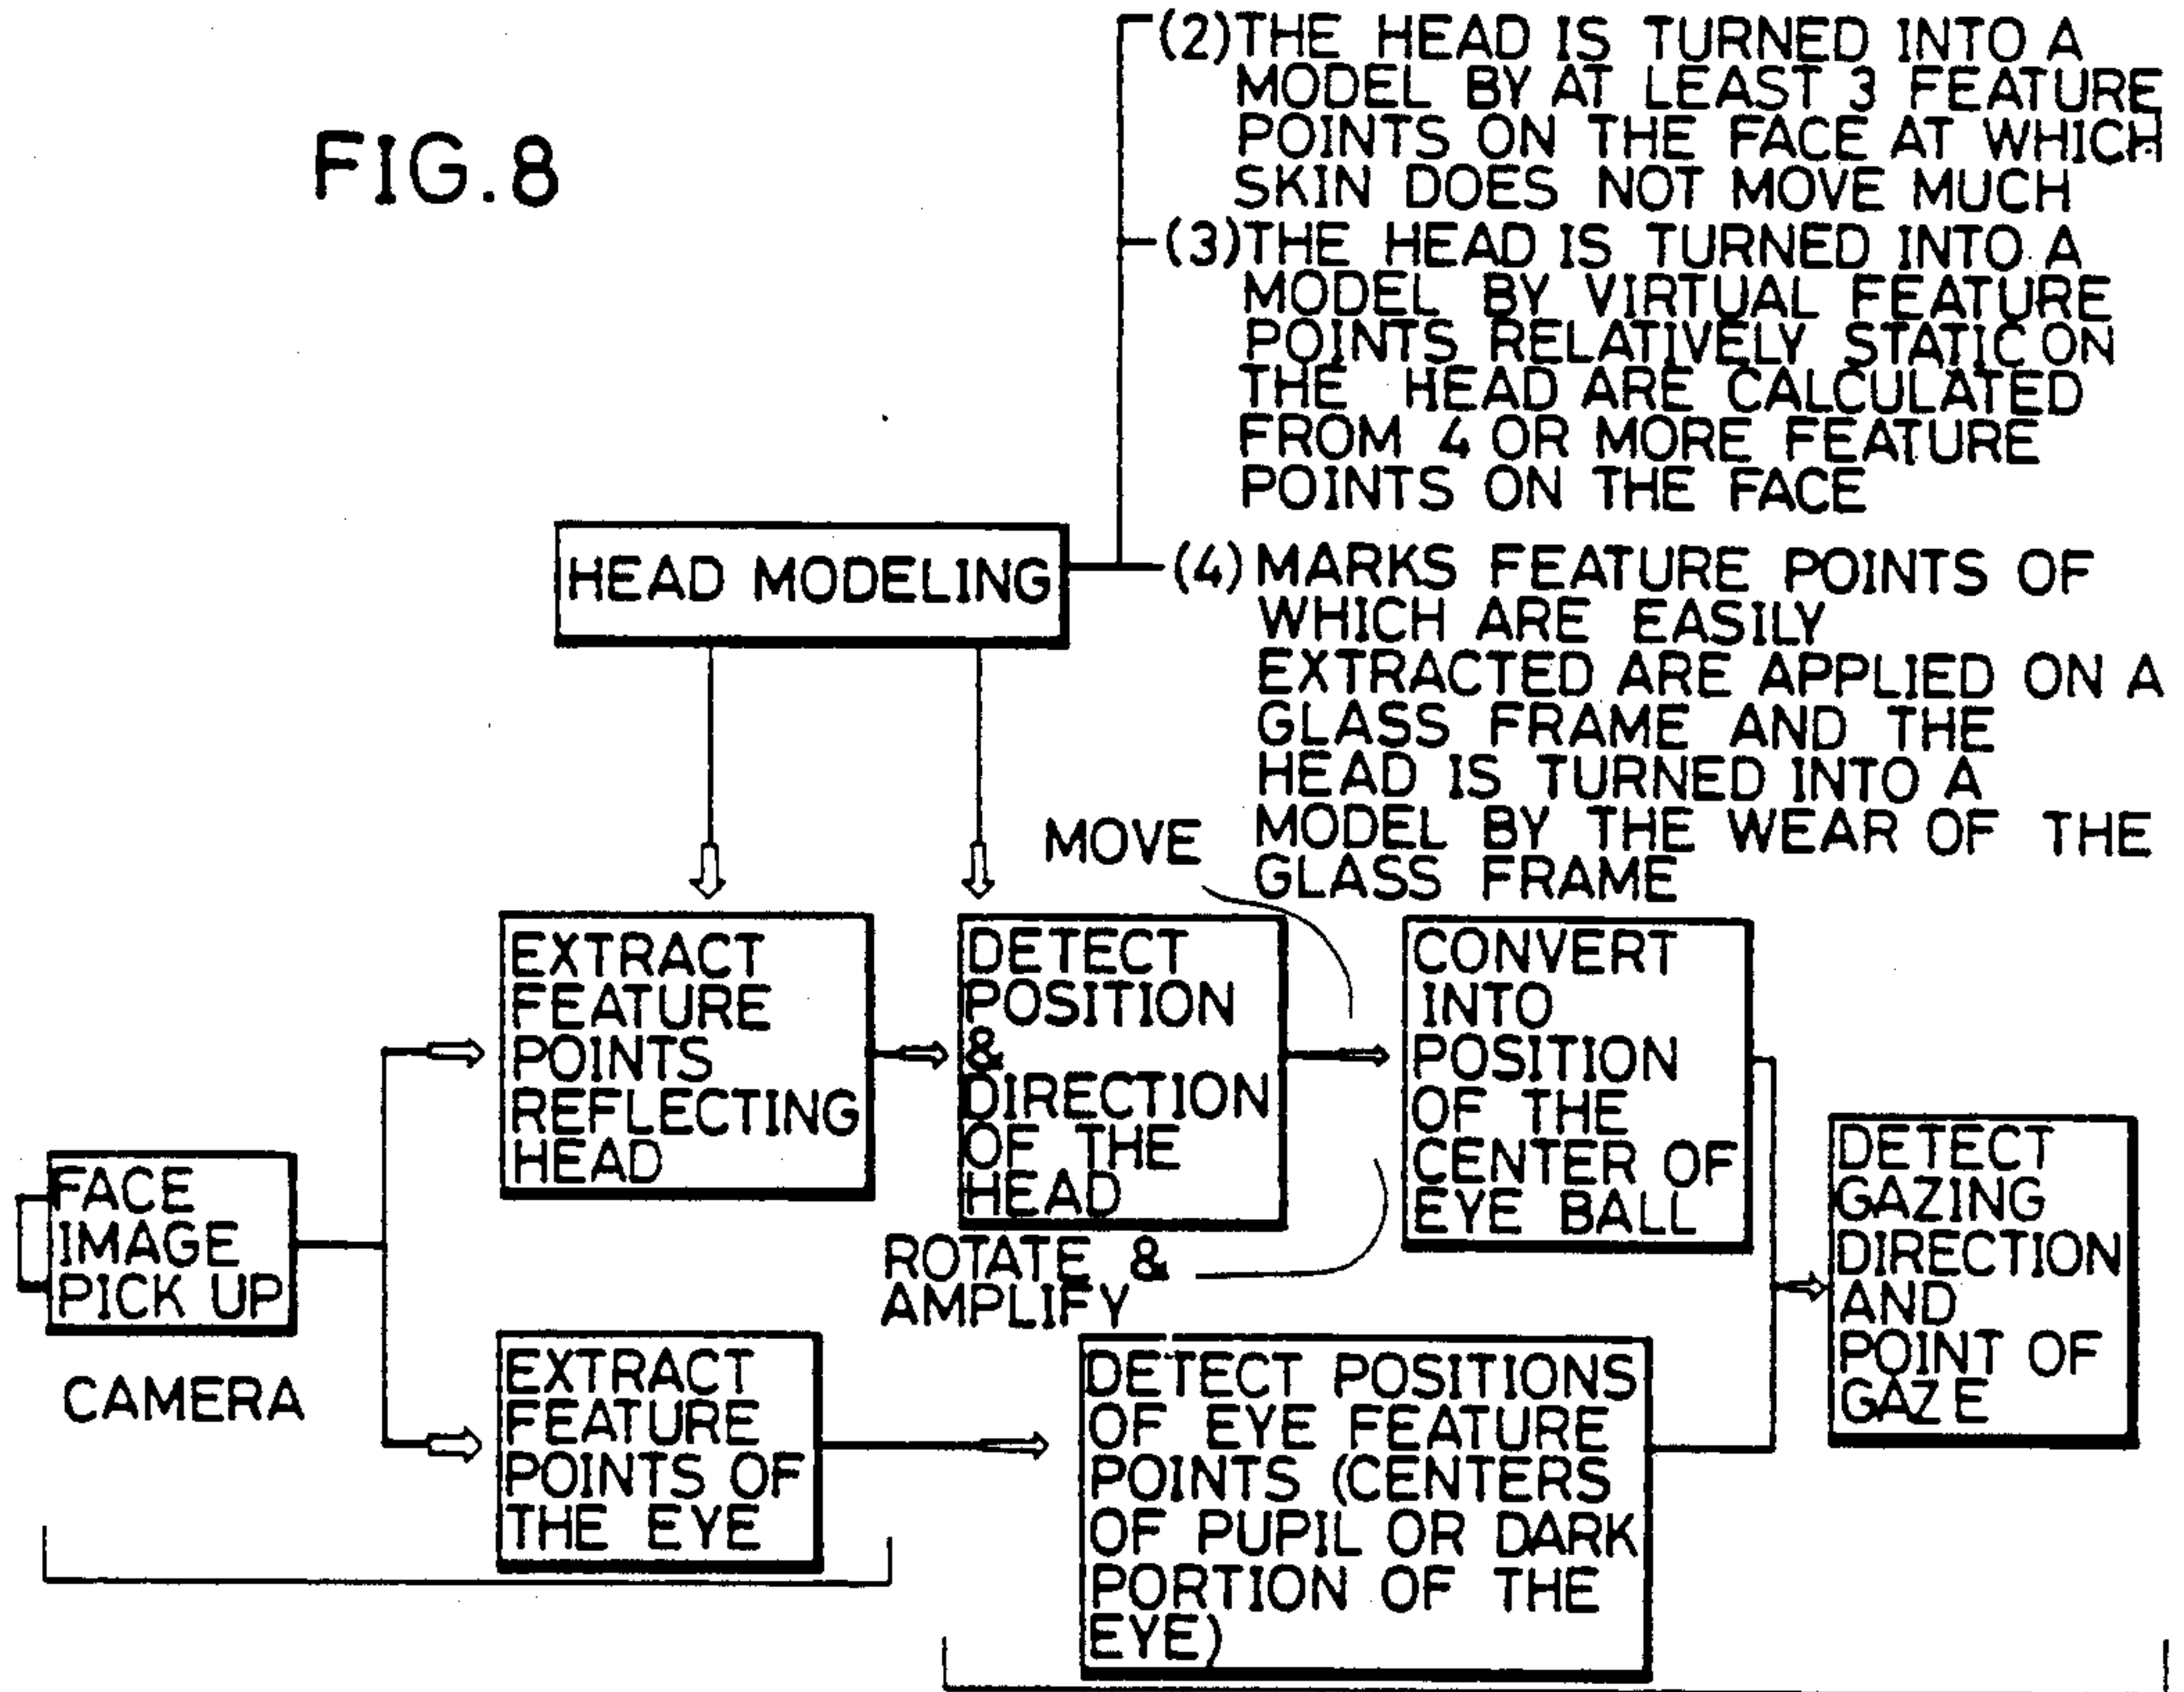 FIG.8
(2)THE HEAD IS TURNED INTO A
MODEL BY AT LEAST 3 FEATURE
POINTS ON THE FACE AT WHICH
SKIN DOES NOT MOVE MUCH
(3)THE HEAD IS TURNED INTO A
MODEL BY VIRTUAL FEATURE
POINTS RELATIVELY STATIC ON
THE HEAD ARE CALCULATED
FROM 4 OR MORE FEATURE
POINTS ON THE FACE
HEAD MODELING
(4) MARKS FEATURE POINTS OF
WHICH ARE EASILY
EXTRACTED ARE APPLIED ON A
GLASS FRAME AND THE
HEAD IS TURNED INTO A
MODEL BY THE WEAR OF THE
GLASS FRAME
MOVE
EXTRACT
FEATURE
POINTS
REFLECTING
HEAD
DETECT
POSITION
&
DIRECTION
OF THE
HEAD
CONVERT
INTO
POSITION
OF THE
CENTER OF
EYE BALL
FACE
IMAGE
PICK UP
CAMERA
ROTATE &
AMPLIFY
DETECT
GAZING
DIRECTION
AND
POINT OF
GAZE
EXTRACT
FEATURE
POINTS OF
THE EYE
DETECT POSITIONS
OF EYE FEATURE
POINTS (CENTERS
OF PUPIL OR DARK
PORTION OF THE
EYE)